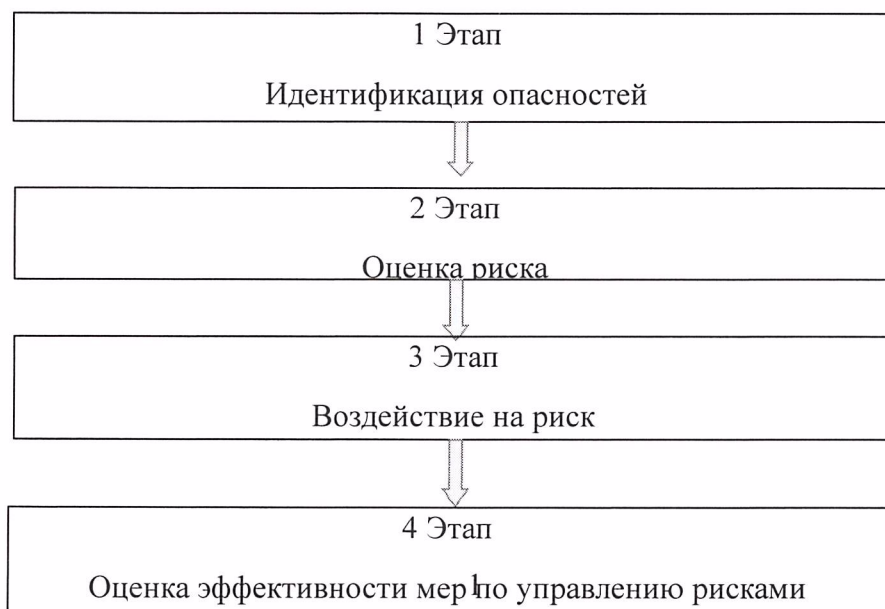 1 Этап
Идентификация опасностей
2 Этап
Оценка риска
3 Этап
Воздействие на риск
4 Этап
Оценка эффективности мер по управлению рисками
1